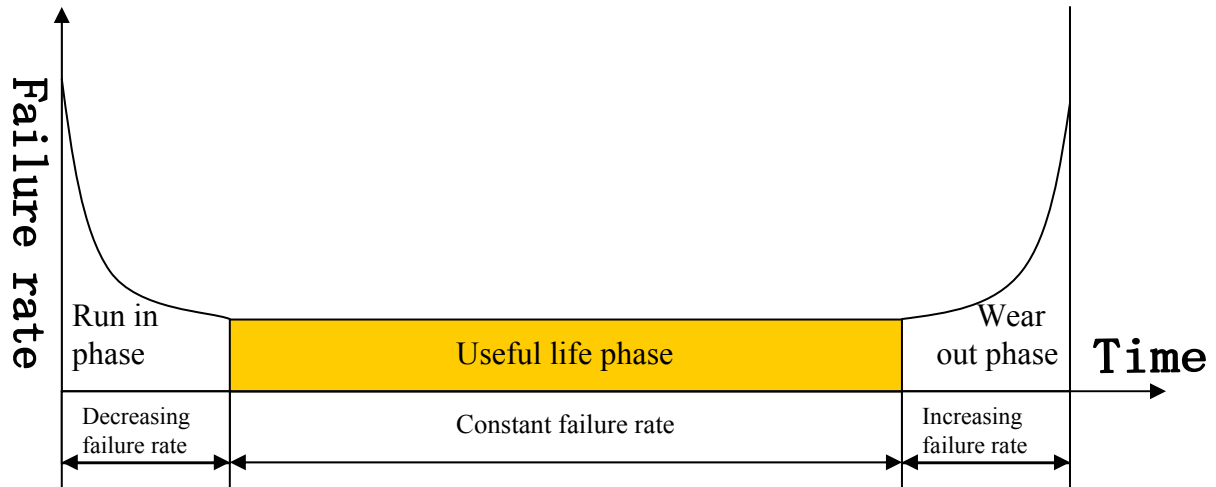 Failure rate
Run in
phase
Useful life phase
Wear
out phase
Time
Decreasing
failure rate
Constant failure rate
Increasing
failure rate